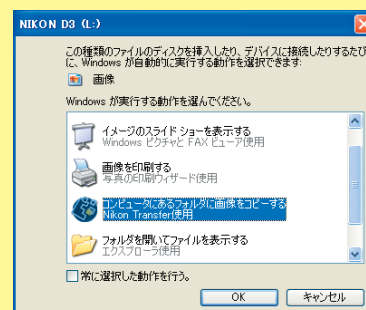 NIKON D3 (L:)
この種類のファイルのディスクを挿入したり、デバイスに接続したりするたび
に、Windows が自動的に実行する動作を選択できます:
画像
Windows が実行する動作を選んでください。
イメージのスライド ショーを表示する
Windows ピクチャと FAX ビューア使用
画像を印刷する
写真の印刷ウィザード使用
コンピュータにあるフォルダに画像をコピーする
Nikon Transfer使用
フォルダを開いてファイルを表示する
エクスプローラ使用
常に選択した動作を行う。
OK
キャンセル